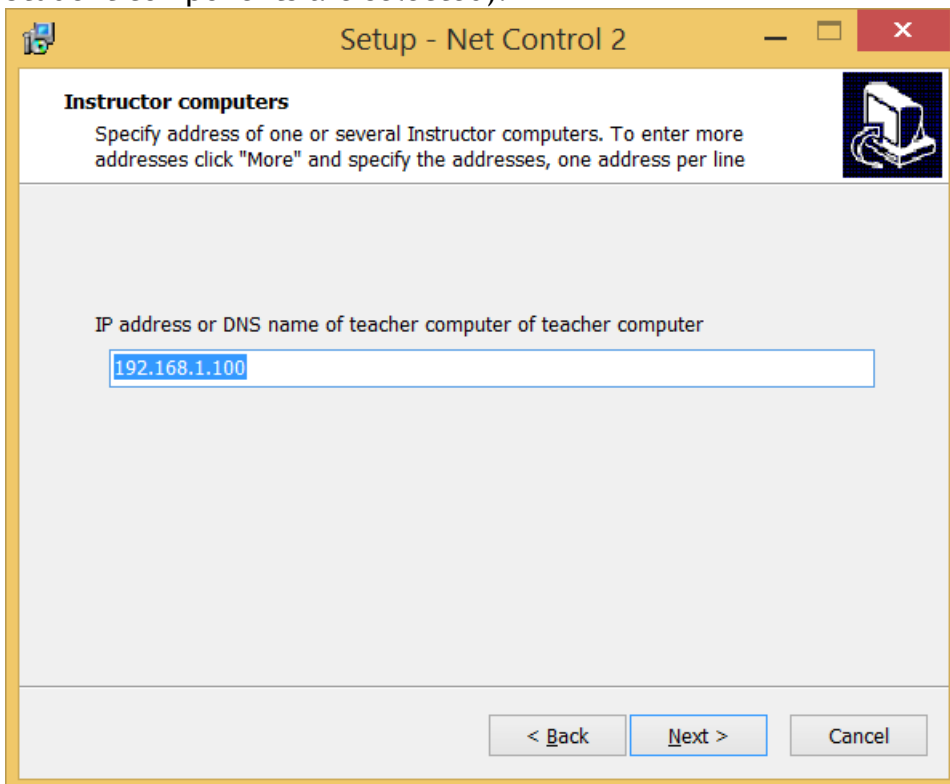 Setup - Net Control 2
Instructor computers
Specify address of one or several Instructor computers. To enter more
addresses click "More" and specify the addresses, one address per line
IP address or DNS name of teacher computer of teacher computer
192.168.1.100
< Back
Next >
Cancel